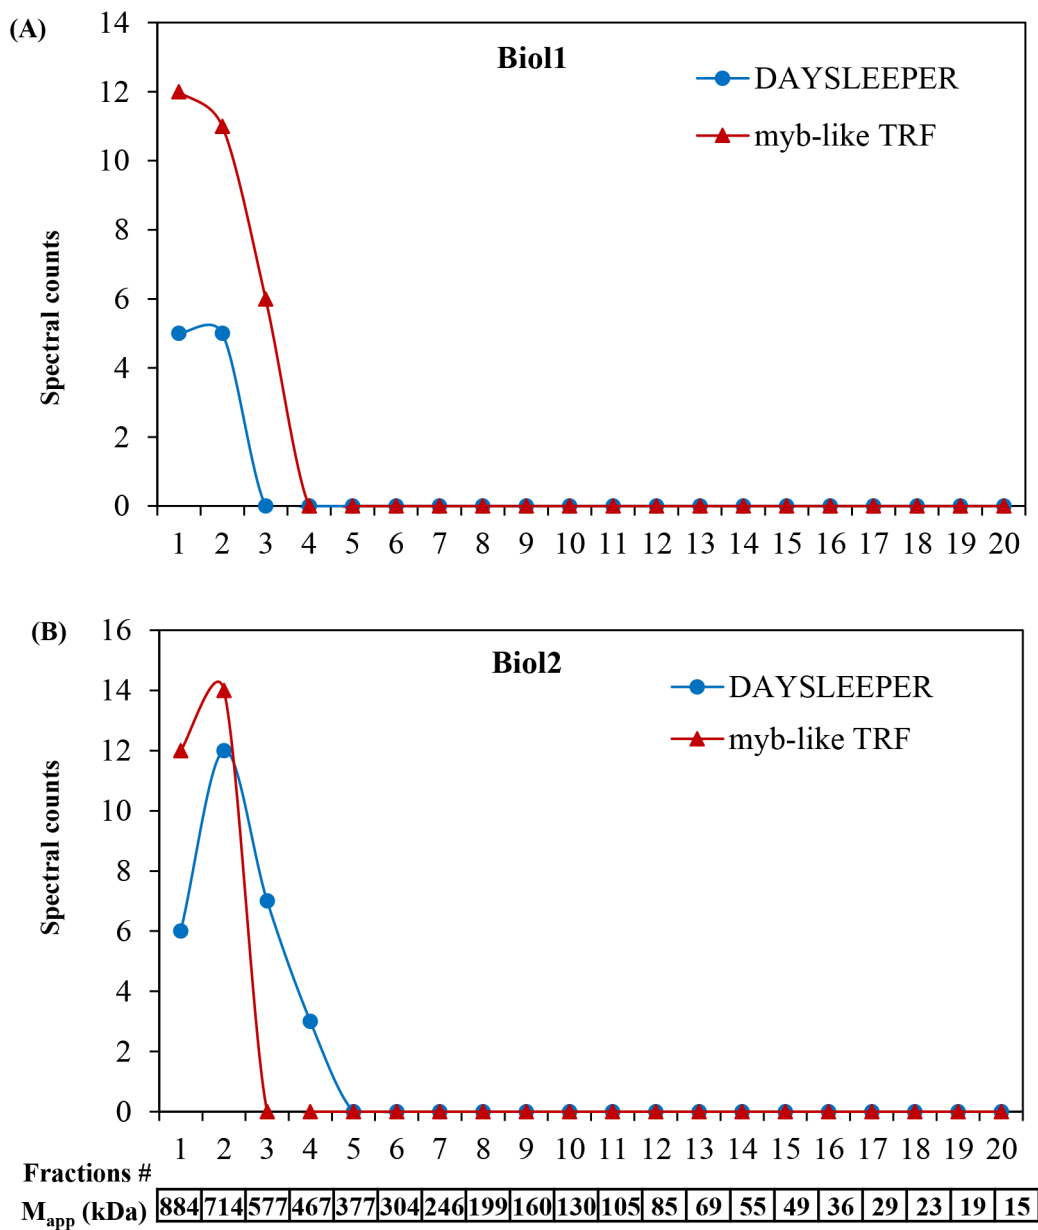 (A)
Biol1
DAYSLEEPER
myb-like TRF
Spectral counts
14
12
10
8
6
4
2
0
1 2 3 4 5 6 7 8 9 10 11 12 13 14 15 16 17 18 19 20
(B)
Biol2
DAYSLEEPER
myb-like TRF
Spectral counts
16
14
12
10
8
6
4
2
0
1 2 3 4 5 6 7 8 9 10 11 12 13 14 15 16 17 18 19 20
Fractions #
Mapp (kDa) 884 714 577 467 377 304 246 199 160 130 105 85 69 55 49 36 29 23 19 15